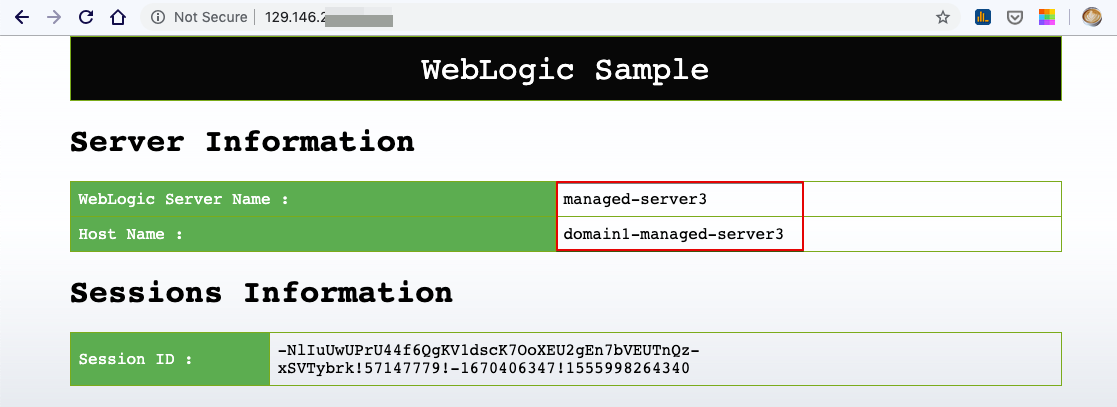 Not Secure | 129.146.2
WebLogic Sample
Server Information
WebLogic Server Name : managed-server3
Host Name : domain1-managed-server3
Sessions Information
Session ID : -NlIuUwUPrU44f6QgKV1dscK7OoXEU2gEn7bVEUTnQz-
xSVTybrk!57147779!-1670406347!1555998264340